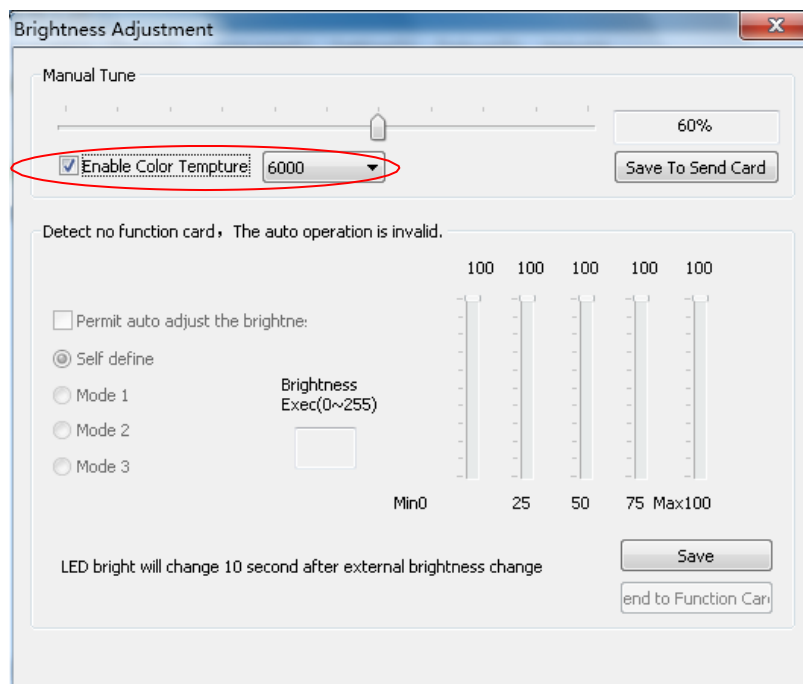 Brightness Adjustment
Manual Tune
60%
Enable Color Tempture 6000 Save To Send Card
Detect no function card，The auto operation is invalid.
100 100 100 100 100
Permit auto adjust the brightne:
Self define
Mode 1
Brightness
Exec(0~255)
Mode 2
Mode 3
Min0 25 50 75 Max100
LED bright will change 10 second after external brightness change
Save
end to Function Car